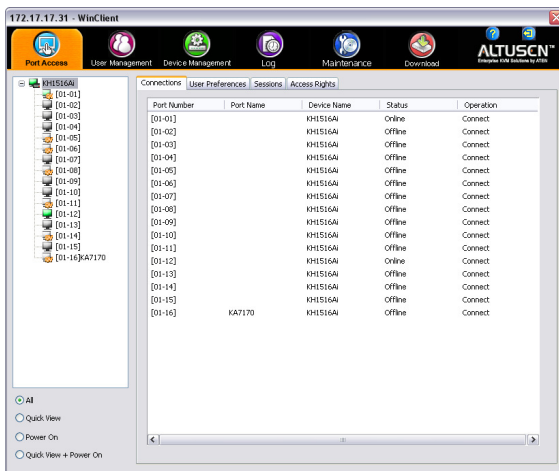 172.17.17.31 - WinClient
Port Access User Management Device Management Log Maintenance Download
ALTUSCN™
Enterprise KVM Solutions by ATEN
KH1516Ai
[01-01]
[01-02]
[01-03]
[01-04]
[01-05]
[01-06]
[01-07]
[01-08]
[01-09]
[01-10]
[01-11]
[01-12]
[01-13]
[01-14]
[01-15]
[01-16]KA7170
All
Quick View
Power On
Quick View + Power On
Connections User Preferences Sessions Access Rights
Port Number Port Name Device Name Status Operation
[01-01] KH1516Ai Online Connect
[01-02] KH1516Ai Offline Connect
[01-03] KH1516Ai Offline Connect
[01-04] KH1516Ai Offline Connect
[01-05] KH1516Ai Offline Connect
[01-06] KH1516Ai Offline Connect
[01-07] KH1516Ai Offline Connect
[01-08] KH1516Ai Offline Connect
[01-09] KH1516Ai Offline Connect
[01-10] KH1516Ai Offline Connect
[01-11] KH1516Ai Offline Connect
[01-12] KH1516Ai Online Connect
[01-13] KH1516Ai Offline Connect
[01-14] KH1516Ai Offline Connect
[01-15] KH1516Ai Offline Connect
[01-16] KA7170 KH1516Ai Offline Connect